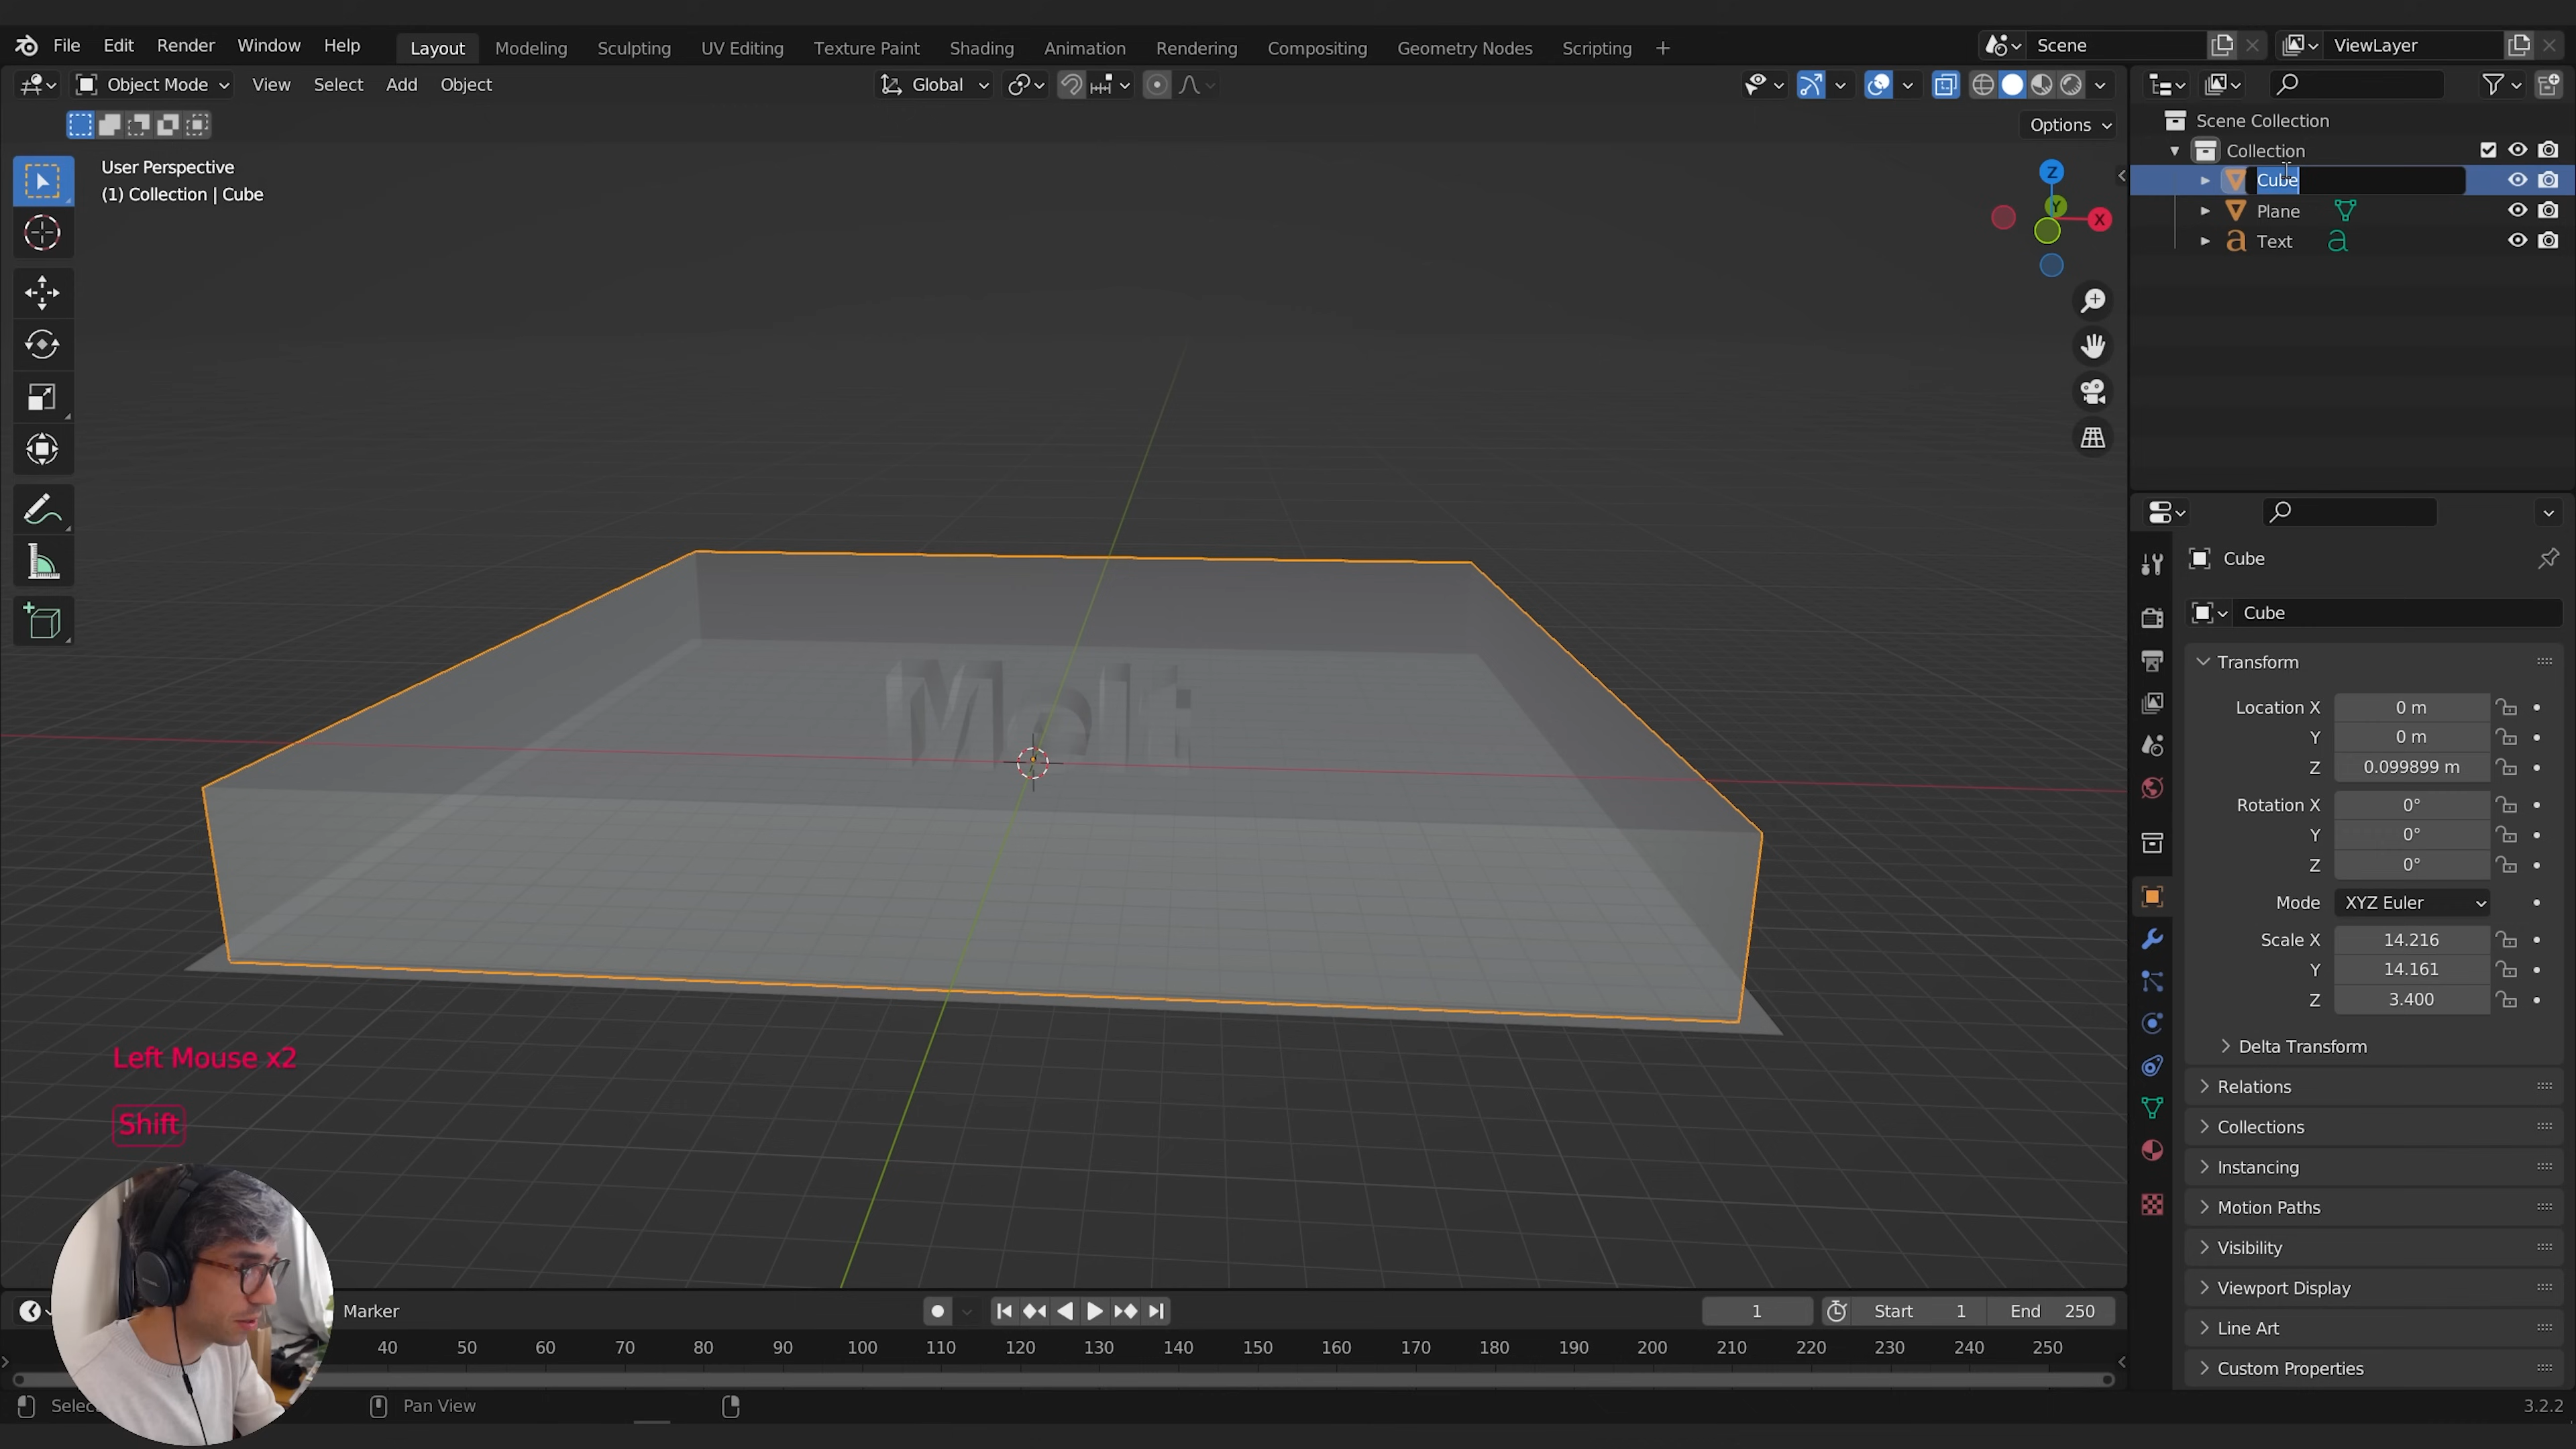 File Edit Render Window Help Layout Modeling Sculpting UV Editing Texture Paint Shading Animation Rendering Compositing Geometry Nodes Scripting + Scene ViewLayer
Object Mode View Select Add Object Global
Options
User Perspective
(1) Collection | Cube
Z
Y
X
Scene Collection
Collection
Cube
Plane
Text
Melt
Cube
Cube
Transform
Location X 0 m
Y 0 m
Z 0.099899 m
Rotation X 0°
Y 0°
Z 0°
Mode XYZ Euler
Scale X 14.216
Y 14.161
Z 3.400
Delta Transform
Relations
Collections
Instancing
Motion Paths
Visibility
Viewport Display
Line Art
Custom Properties
Left Mouse x2
Shift
Marker 1 Start 1 End 250
40 50 60 70 80 90 100 110 120 130 140 150 160 170 180 190 200 210 220 230 240 250
Pan View
3.2.2